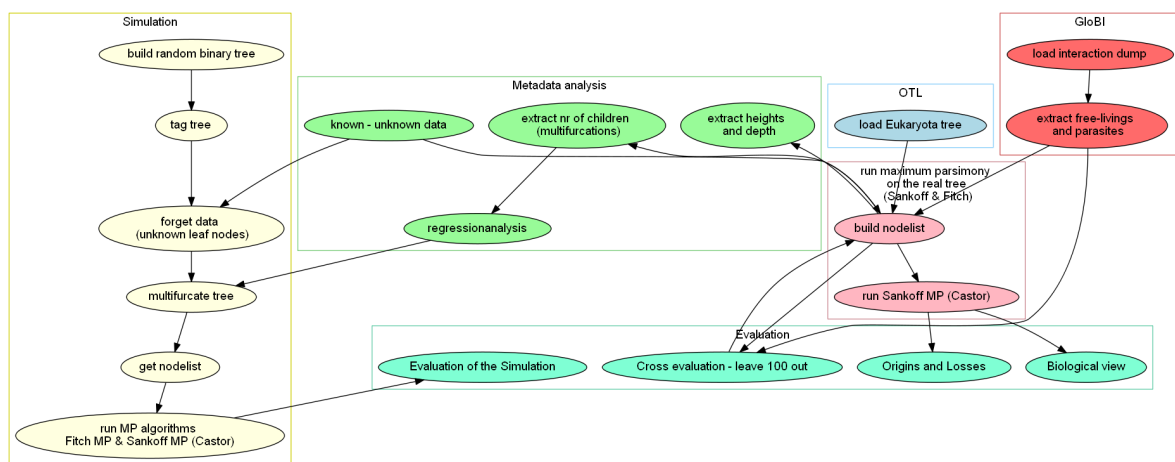 Simulation
build random binary tree
tag tree
forget data
(unknown leaf nodes)
multifurcate tree
get nodelist
run MP algorithms
Fitch MP & Sankoff MP (Castor)
Metadata analysis
known - unknown data
extract nr of children
(multifurcations)
extract heights
and depth
regressionanalysis
OTL
load Eukaryota tree
GloBI
load interaction dump
extract free-livings
and parasites
run maximum parsimony
on the real tree
(Sankoff & Fitch)
build nodelist
run Sankoff MP (Castor)
Evaluation
Evaluation of the Simulation
Cross evaluation - leave 100 out
Origins and Losses
Biological view